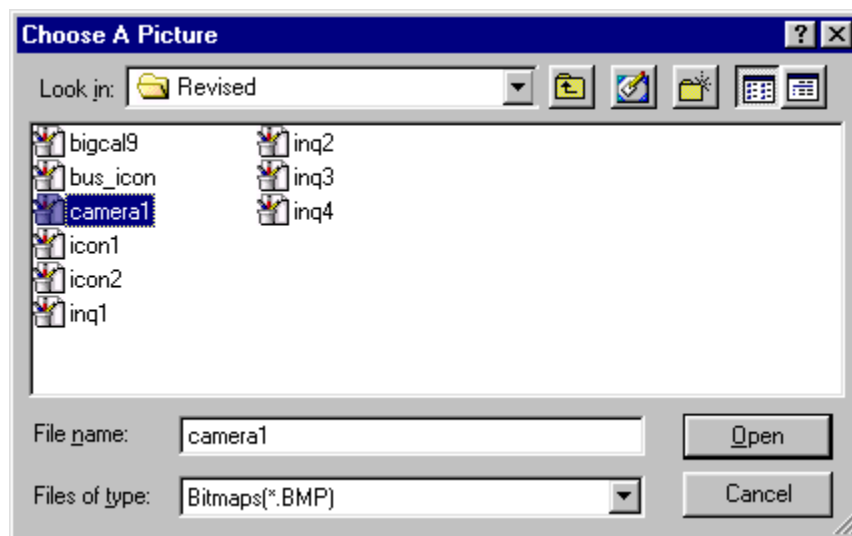 Choose A Picture
Look in: Revised
bigcal9
bus_icon
camera1
icon1
icon2
inq1
inq2
inq3
inq4
File name: camera1
Open
Files of type: Bitmaps(*.BMP)
Cancel